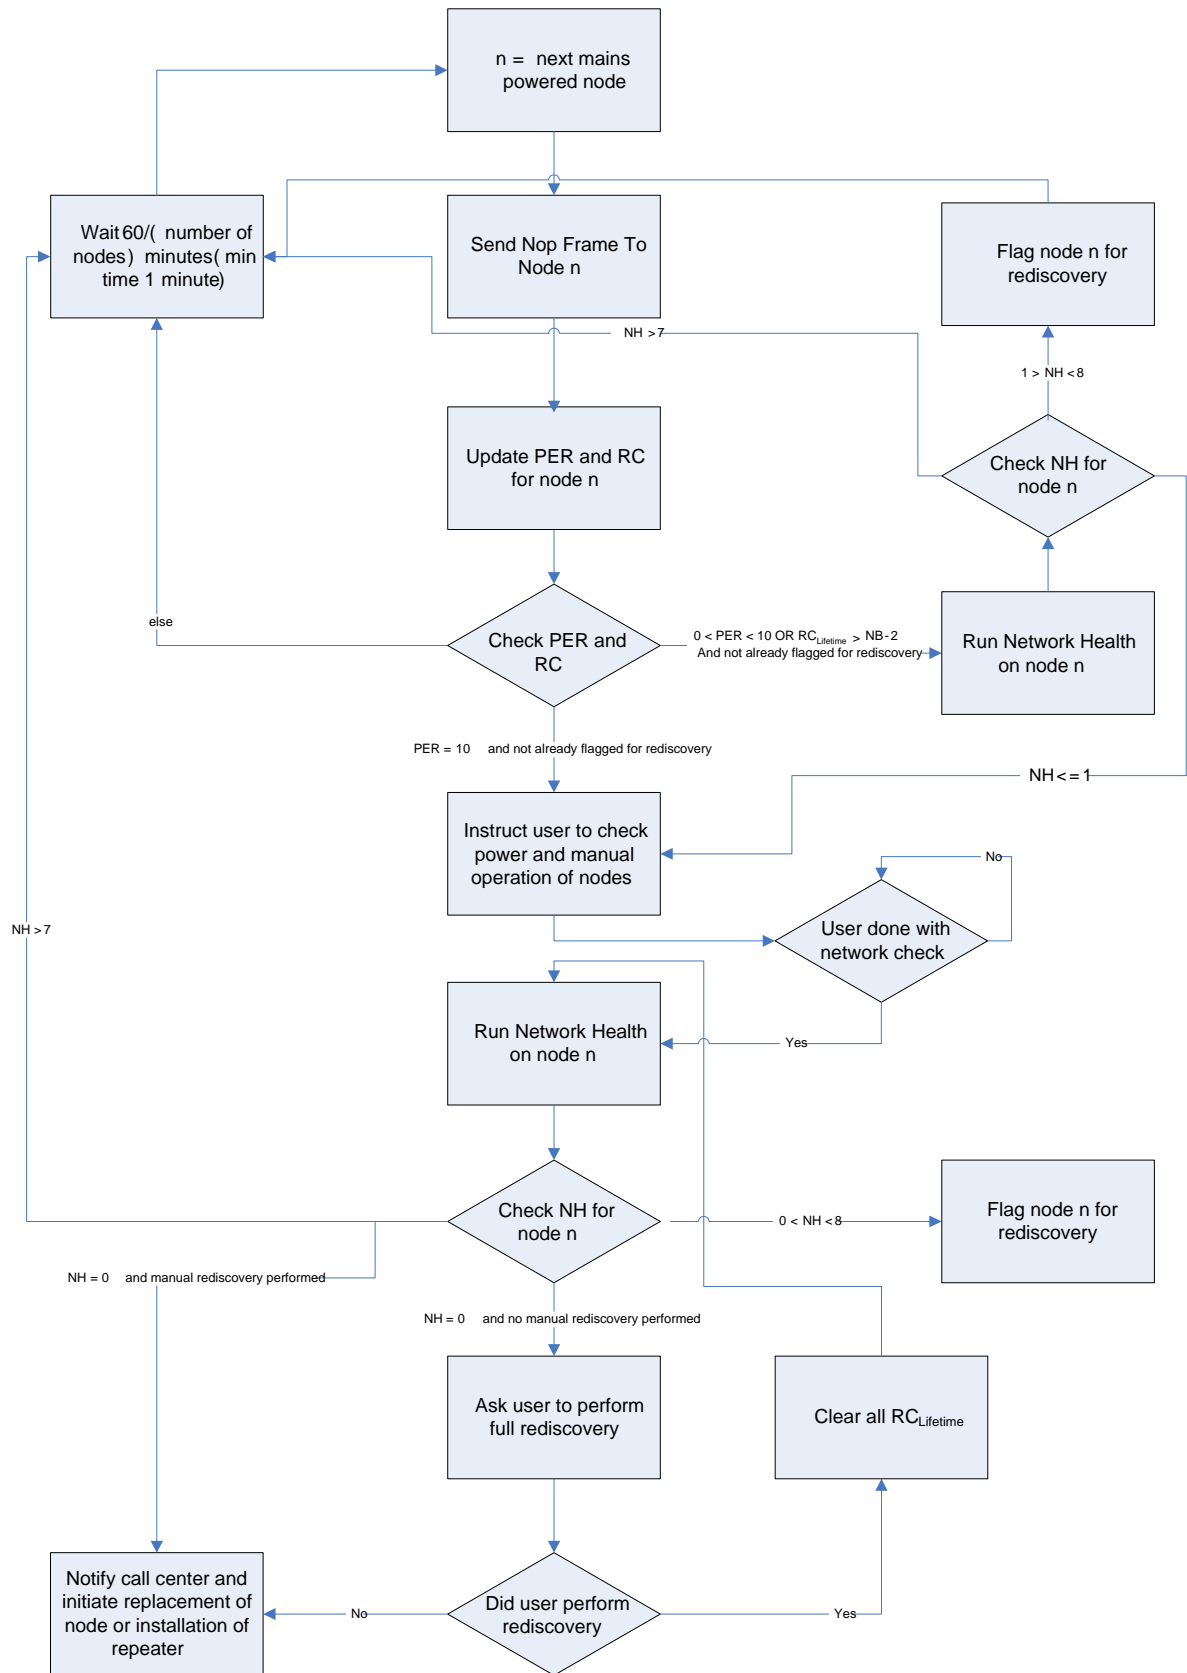 n = next mains
powered node
Wait 60/( number of
nodes) minutes( min
time 1 minute)
Send Nop Frame To
Node n
Flag node n for
rediscovery
NH >7
1 > NH <8
Update PER and RC
for node n
Check NH for
node n
else
Check PER and
RC
0 < PER < 10 OR RCLifetime > NB-2
And not already flagged for rediscovery
Run Network Health
on node n
PER = 10 and not already flagged for rediscovery
NH<=1
Instruct user to check
power and manual
operation of nodes
No
User done with
network check
NH >7
Run Network Health
on node n
Yes
Check NH for
node n
0 < NH <8
Flag node n for
rediscovery
NH = 0 and manual rediscovery performed
NH = 0 and no manual rediscovery performed
Ask user to perform
full rediscovery
Clear all RCLifetime
Notify call center and
initiate replacement of
node or installation of
repeater
No
Did user perform
rediscovery
Yes